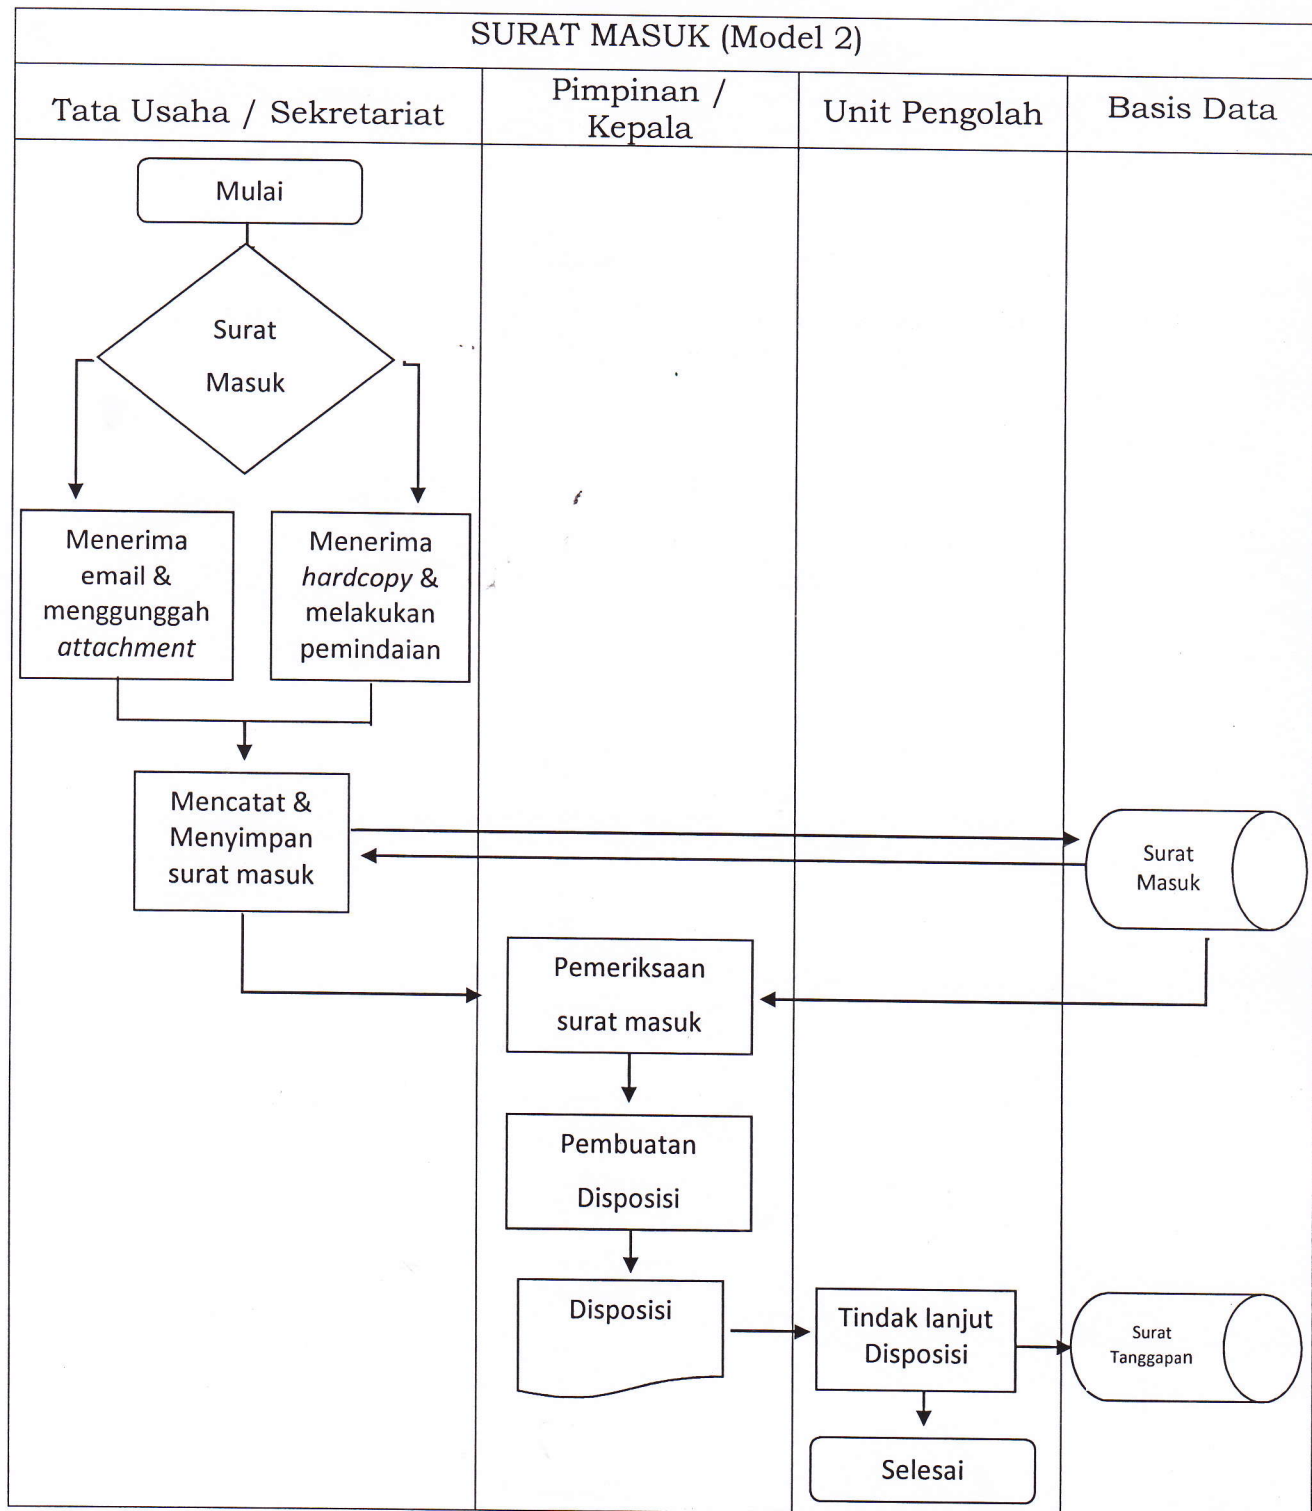 SURAT MASUK (Model 2)
Tata Usaha / Sekretariat
Pimpinan /
Kepala
Unit Pengolah
Basis Data
Mulai
Surat
Masuk
Menerima
email &
menggunggah
attachment
Menerima
hardcopy &
melakukan
pemindaian
Mencatat &
Menyimpan
surat masuk
Surat
Masuk
Pemeriksaan
surat masuk
Pembuatan
Disposisi
Disposisi
Tindak lanjut
Disposisi
Surat
Tanggapan
Selesai